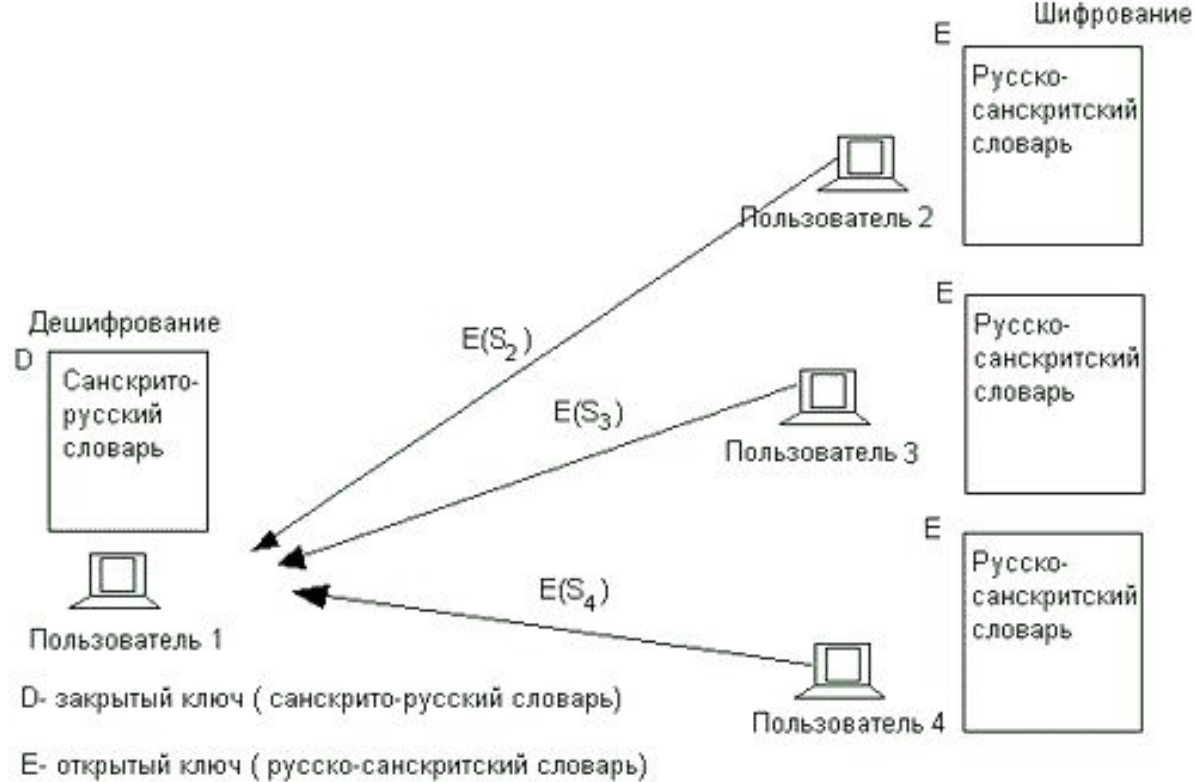 Шифрование
E
Русско-
санскритский
словарь
Пользователь 2
E
Русско-
санскритский
словарь
Дешифрование
D
Санскрито-
русский
словарь
E(S₂)
E(S₃)
Пользователь 3
E
Русско-
санскритский
словарь
E(S₄)
Пользователь 1
Пользователь 4
D- закрытый ключ ( санскрито-русский словарь)
E- открытый ключ ( русско-санскритский словарь)